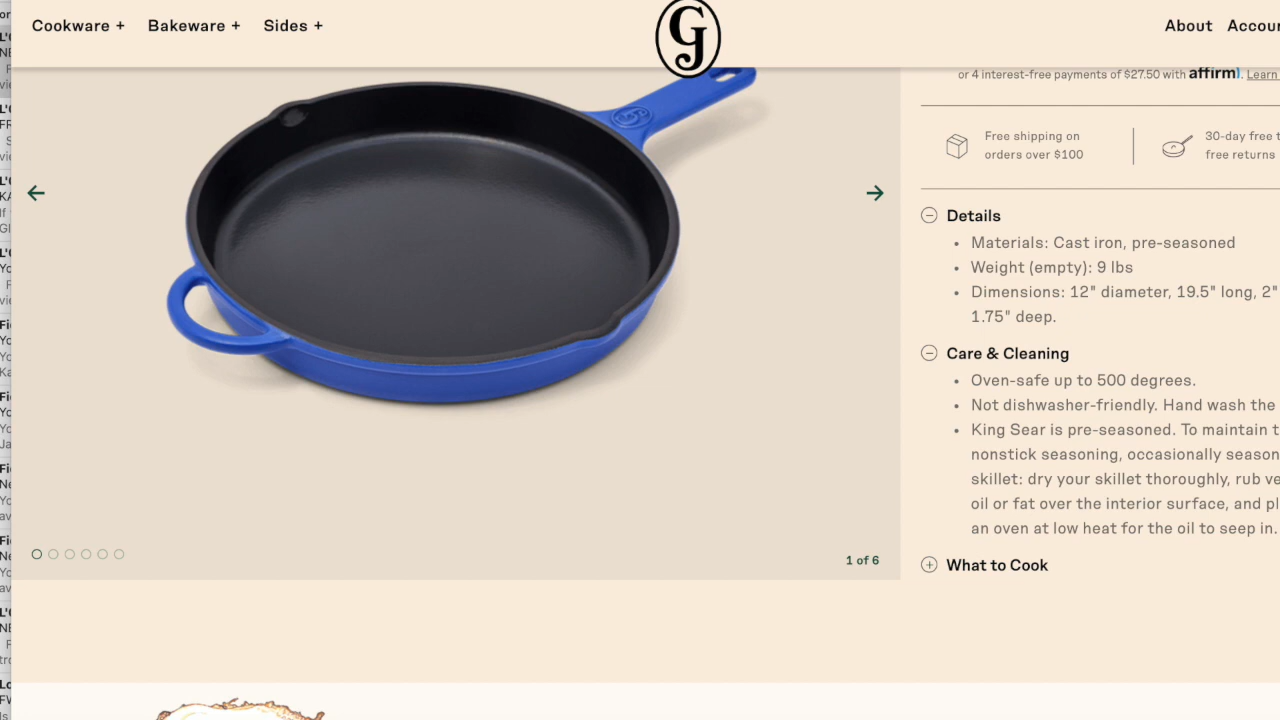 Cookware + Bakeware + Sides +
GJ
About Accour
or 4 interest-free payments of $27.50 with affirm. Learn
Free shipping on
orders over $100
30-day free t
free returns
Details
• Materials: Cast iron, pre-seasoned
• Weight (empty): 9 lbs
• Dimensions: 12" diameter, 19.5" long, 2"
1.75" deep.
Care & Cleaning
• Oven-safe up to 500 degrees.
• Not dishwasher-friendly. Hand wash the
• King Sear is pre-seasoned. To maintain t
nonstick seasoning, occasionally season
skillet: dry your skillet thoroughly, rub ve
oil or fat over the interior surface, and pl
an oven at low heat for the oil to seep in.
What to Cook
1 of 6